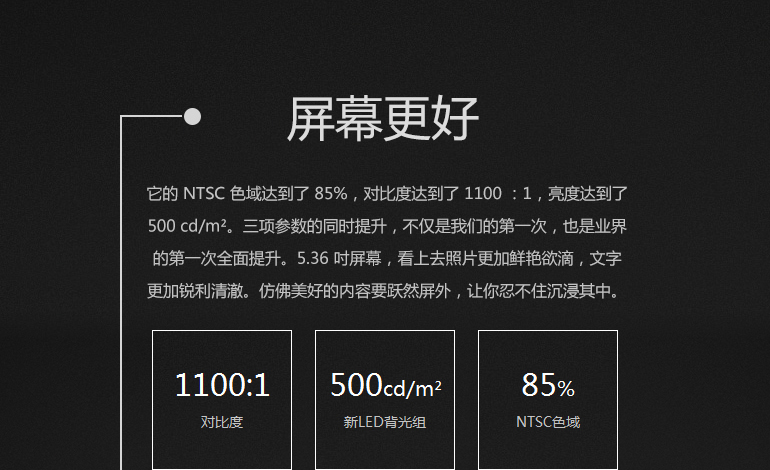 屏幕更好
它的 NTSC 色域达到了 85%，对比度达到了 1100 ：1，亮度达到了
500 cd/m²。三项参数的同时提升，不仅是我们的第一次，也是业界
的第一次全面提升。5.36 吋屏幕，看上去照片更加鲜艳欲滴，文字
更加锐利清澈。仿佛美好的内容要跃然屏外，让你忍不住沉浸其中。
1100:1
对比度
500cd/m²
新LED背光组
85%
NTSC色域